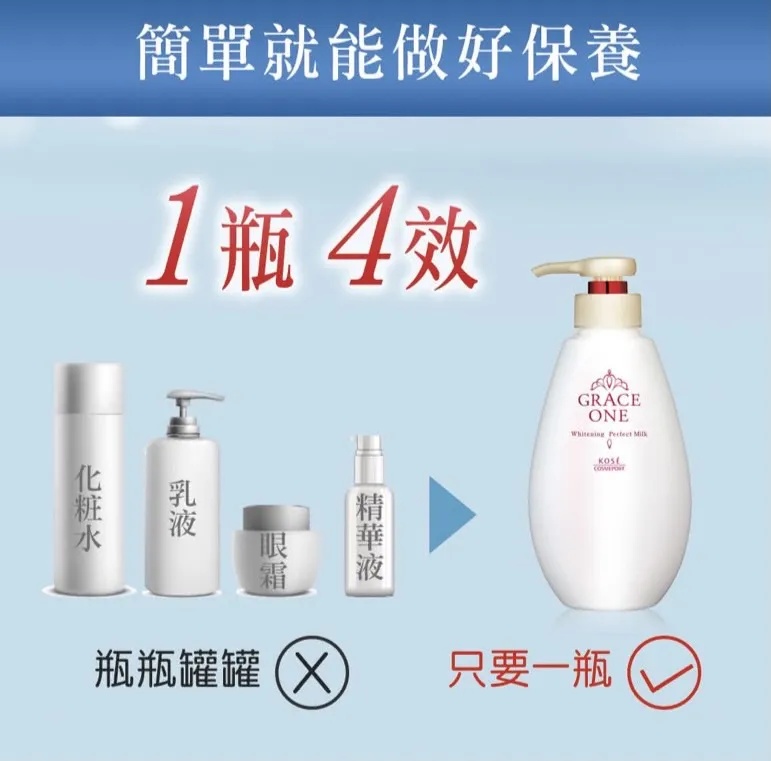 簡單就能做好保養
1瓶 4效
化粧水
乳液
眼霜
精華液
GRACE
ONE
Whitening Perfect Milk
KOSÉ
COSMEPORT
瓶瓶罐罐
只要一瓶